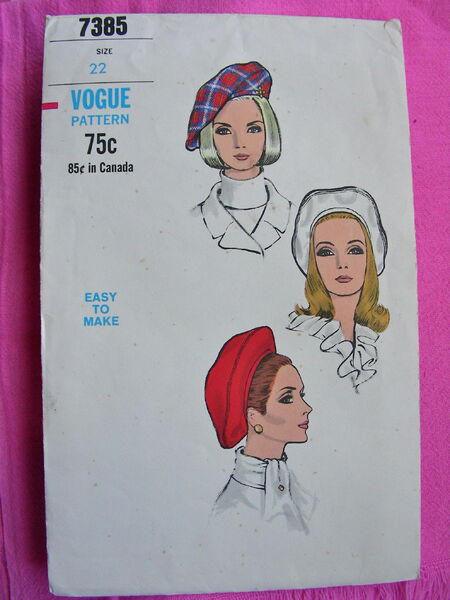 7385
SIZE
22
VOGUE
PATTERN
75c
85¢ in Canada
EASY
TO
MAKE